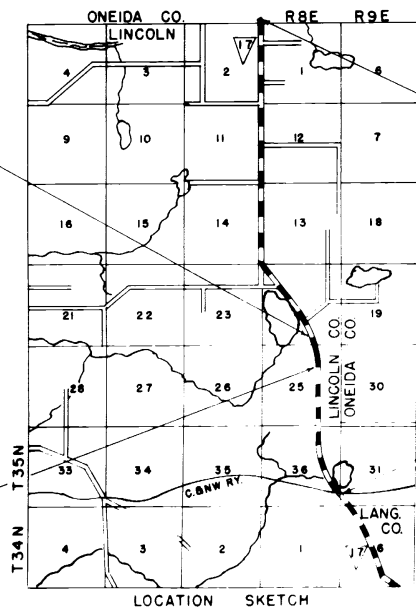 ONEIDA CO. R8E R9E
LINCOLN
17
4 3 2 1 6
9 10 11 12 7
16 15 14 13 18
21 22 23 19
LINCOLN CO.
ONEIDA CO.
28 27 26 25 30
T35N
33 34 35 36 31
C.&NW RY.
LANG.
CO.
T34N
4 3 2 1 17 6
LOCATION SKETCH